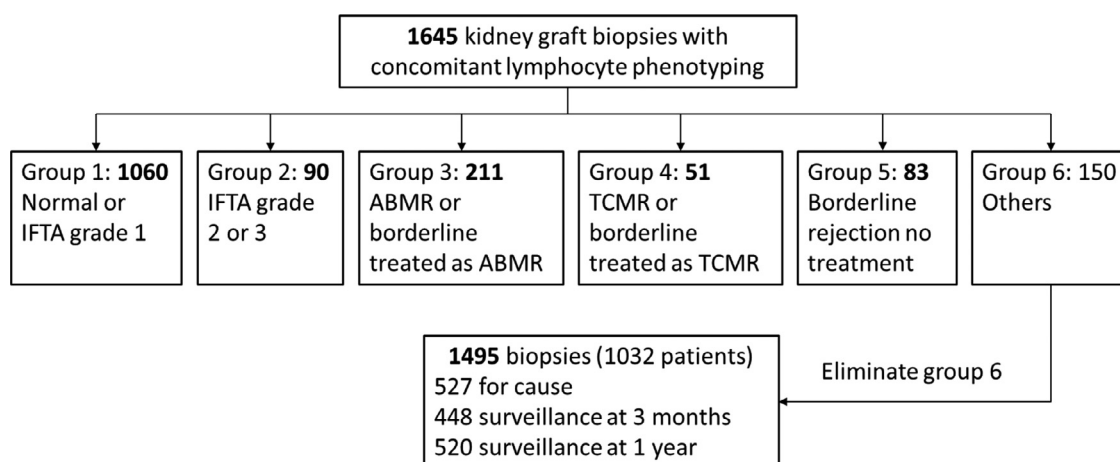 1645 kidney graft biopsies with
concomitant lymphocyte phenotyping
Group 1: 1060
Normal or
IFTA grade 1
Group 2: 90
IFTA grade
2 or 3
Group 3: 211
ABMR or
borderline
treated as ABMR
Group 4: 51
TCMR or
borderline
treated as TCMR
Group 5: 83
Borderline
rejection no
treatment
Group 6: 150
Others
1495 biopsies (1032 patients)
527 for cause
448 surveillance at 3 months
520 surveillance at 1 year
Eliminate group 6